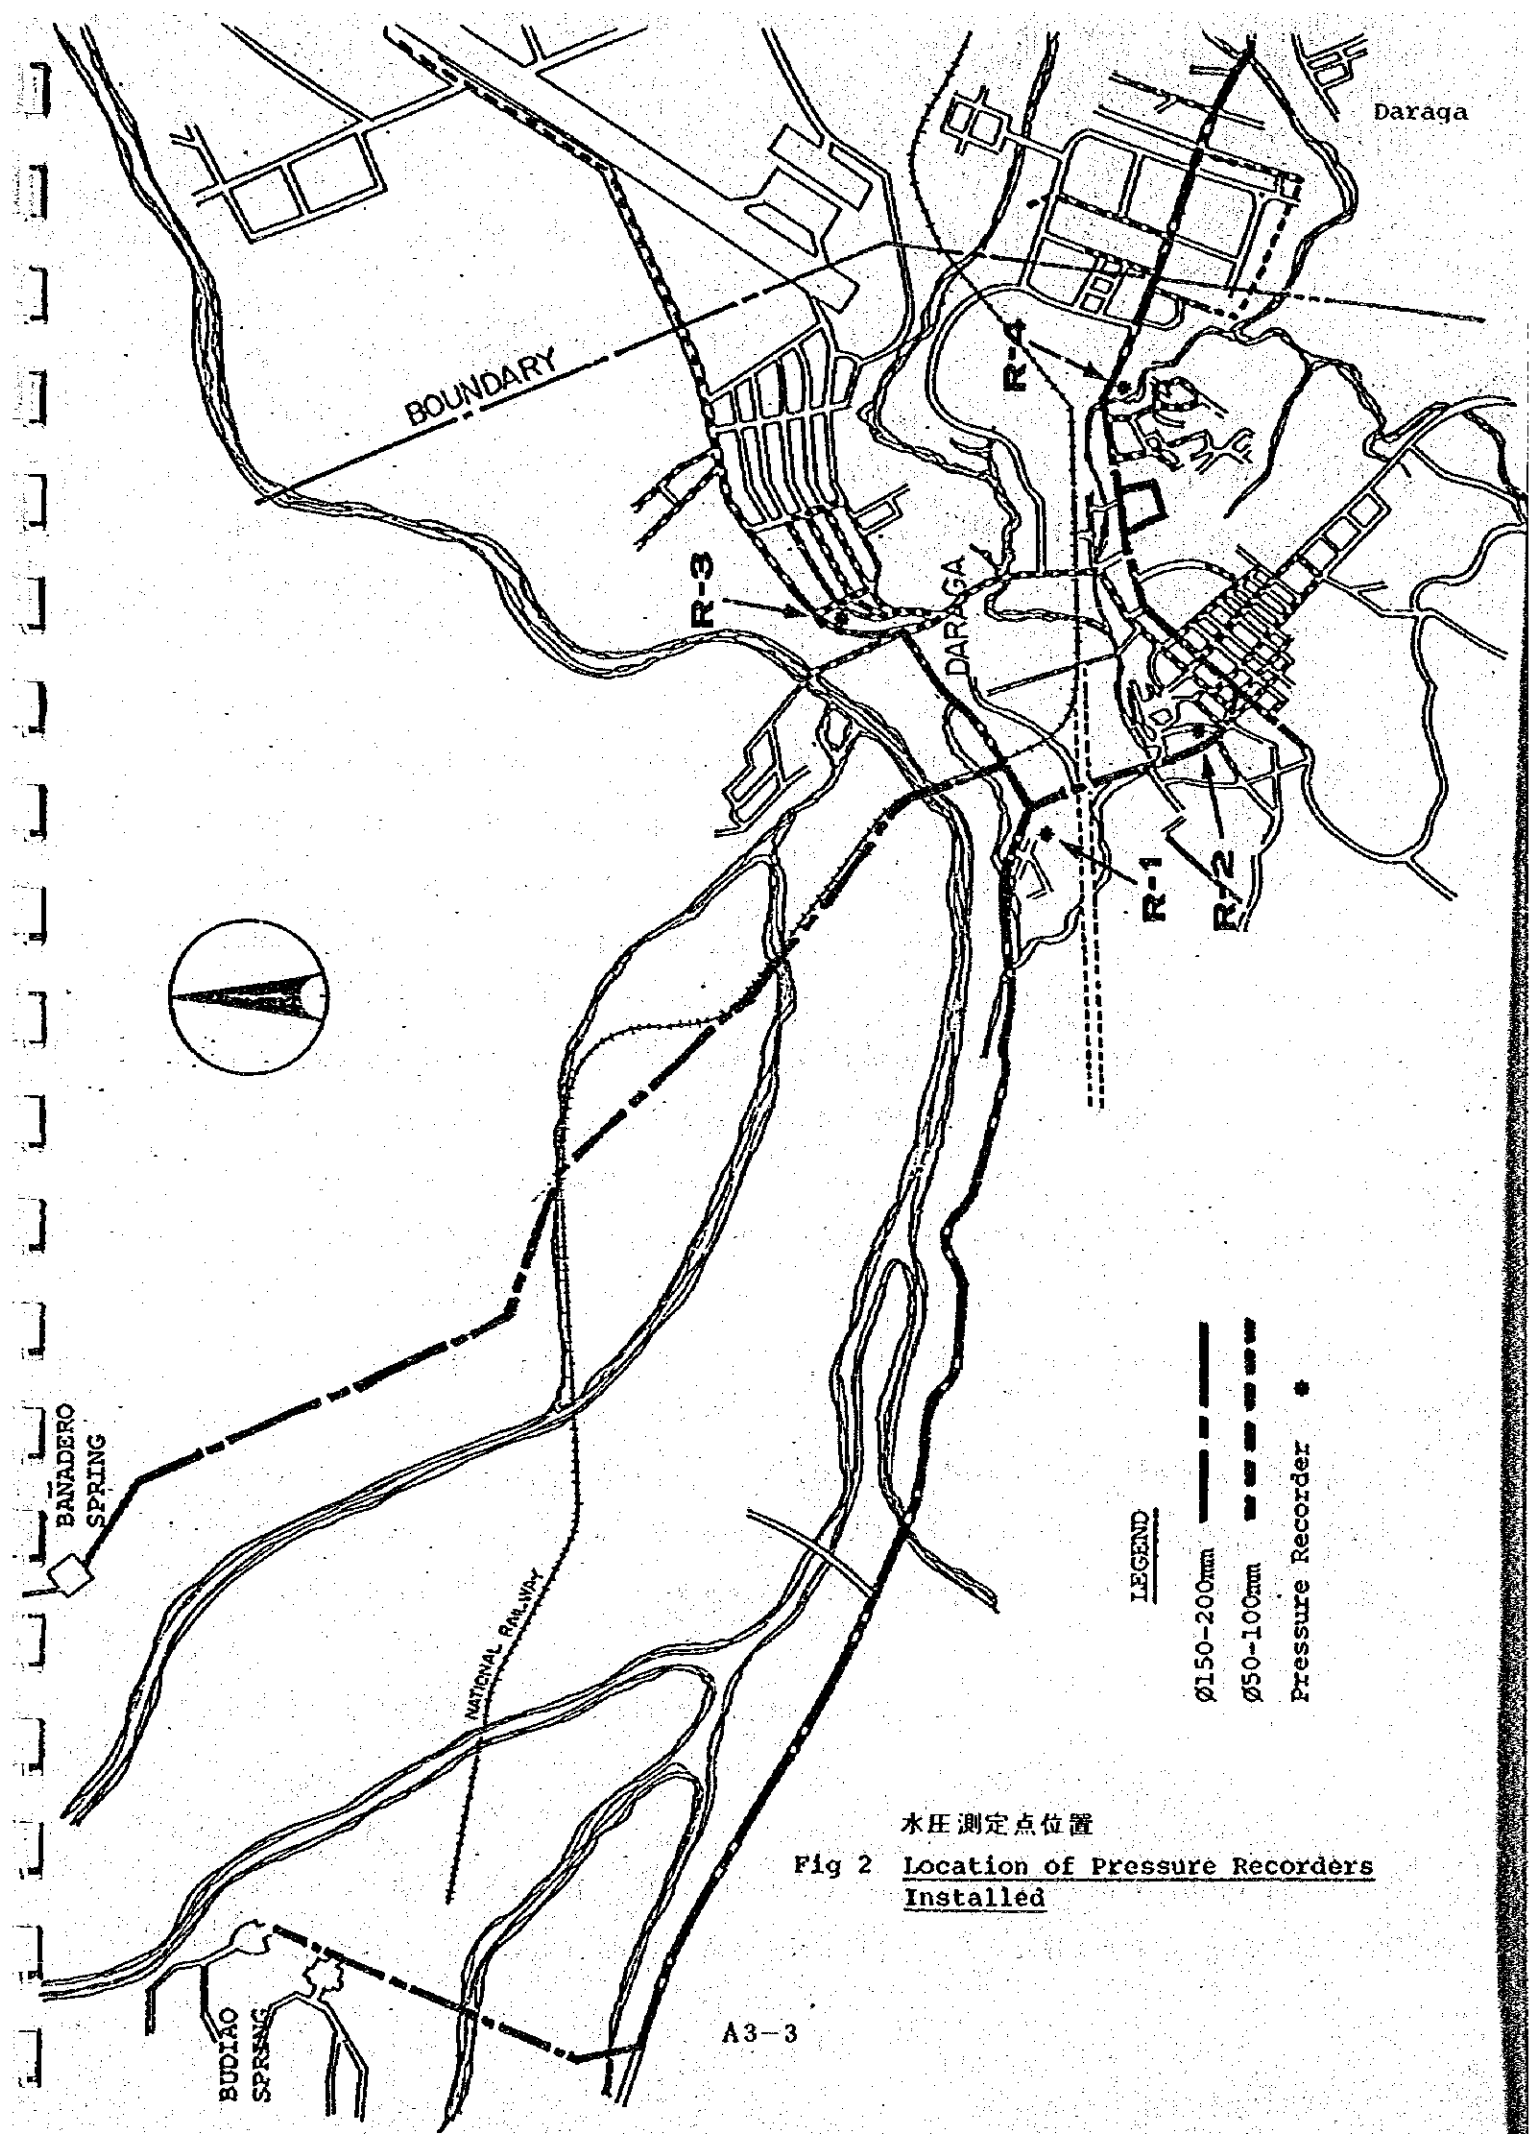 Daraga
BOUNDARY
R-4
R-3
DARAGA
R-1
R-2
BAÑADERO
SPRING
NATIONAL RAILWAY
LEGEND
Ø150-200mm
Ø50-100mm
Pressure Recorder *
水圧測定点位置
Fig 2 Location of Pressure Recorders
Installed
BUDIAO
SPRING
A3-3